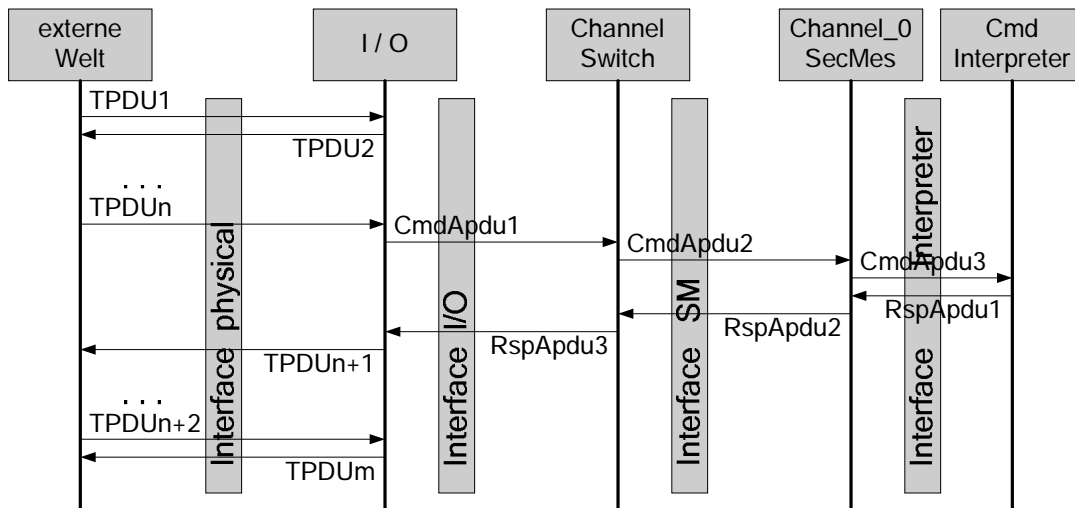 externe
Welt
I / O
Channel
Switch
Channel_0
SecMes
Cmd
Interpreter
TPDU1
TPDU2
. . .
TPDUn
CmdApdu1
CmdApdu2
CmdApdu3
RspApdu1
RspApdu2
RspApdu3
TPDUn+1
. . .
TPDUn+2
TPDUm
Interface physical
Interface I/O
Interface SM
Interface Interpreter